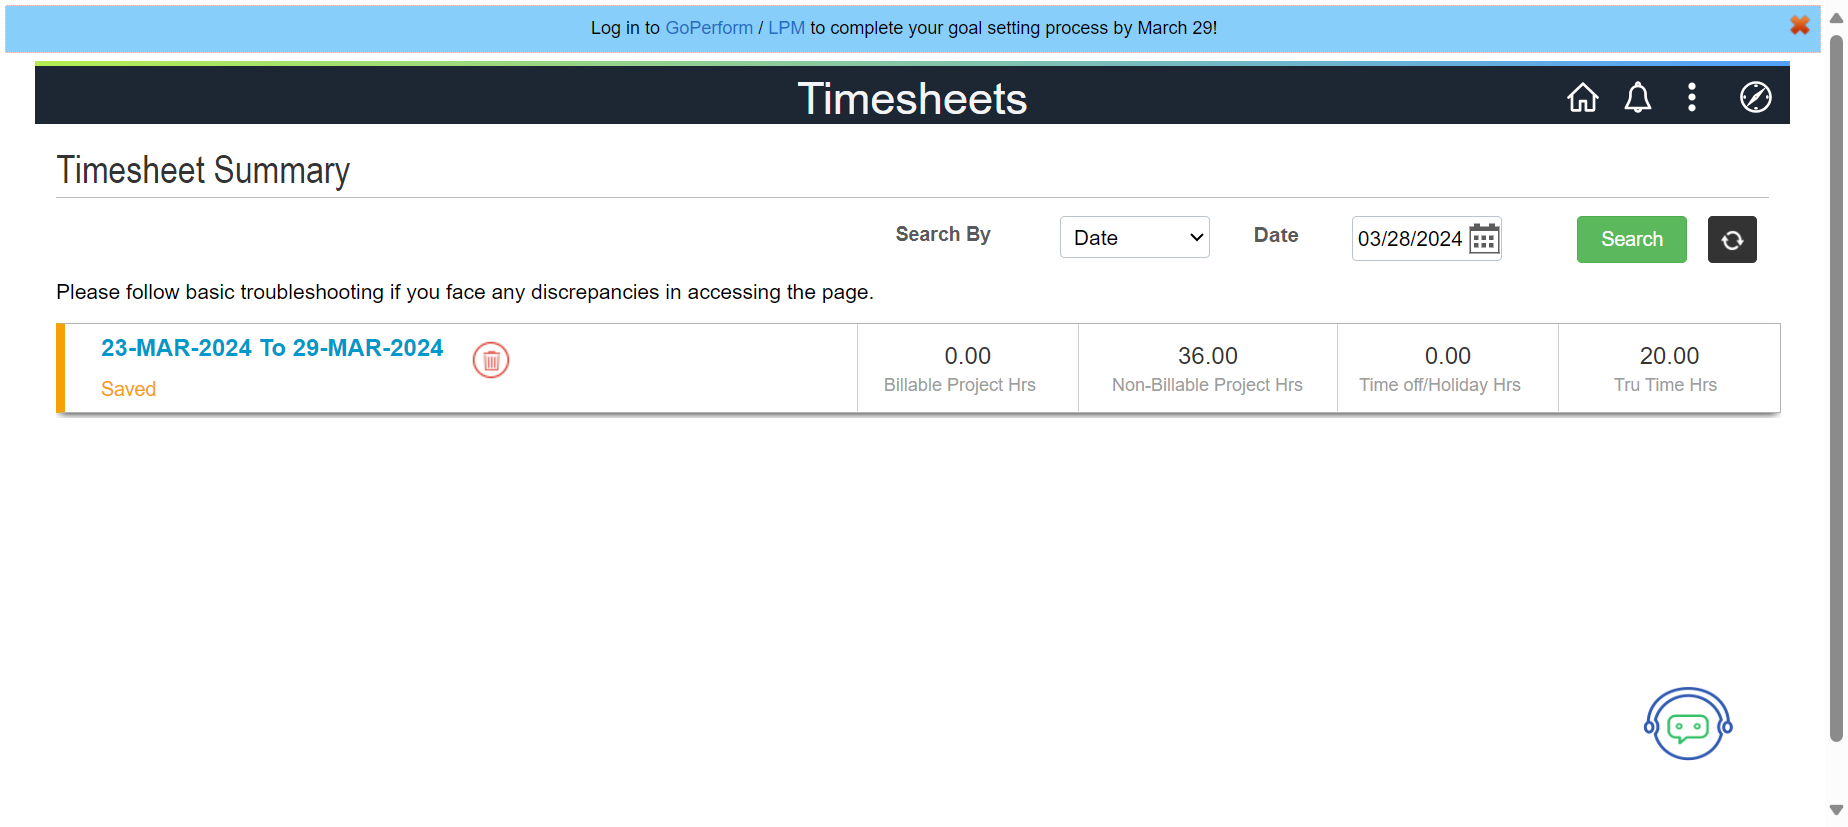 Log in to GoPerform / LPM to complete your goal setting process by March 29!
Timesheets
Timesheet Summary
Search By Date Date 03/28/2024 Search
Please follow basic troubleshooting if you face any discrepancies in accessing the page.
23-MAR-2024 To 29-MAR-2024
Saved
0.00
Billable Project Hrs
36.00
Non-Billable Project Hrs
0.00
Time off/Holiday Hrs
20.00
Tru Time Hrs